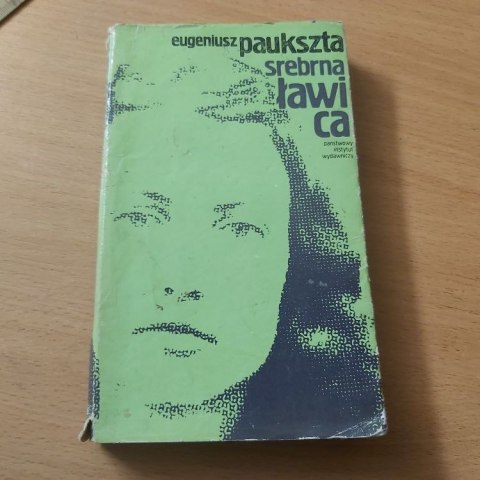 eugeniusz paukszta
srebrna
ławi
ca
państwowy
instytut
wydawniczy